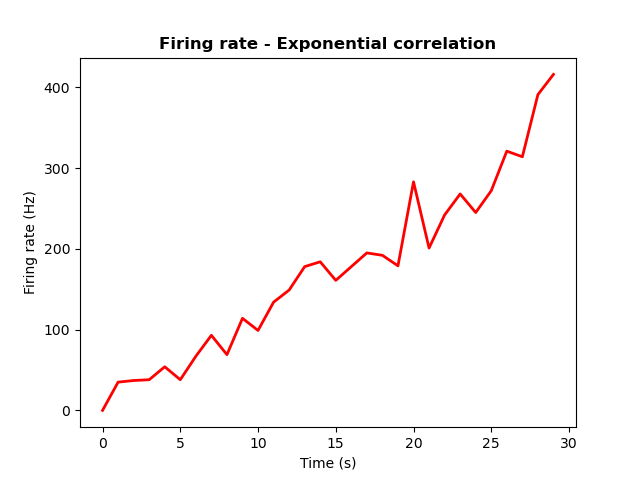 Firing rate - Exponential correlation
Firing rate (Hz)
400
300
200
100
0
0 5 10 15 20 25 30
Time (s)